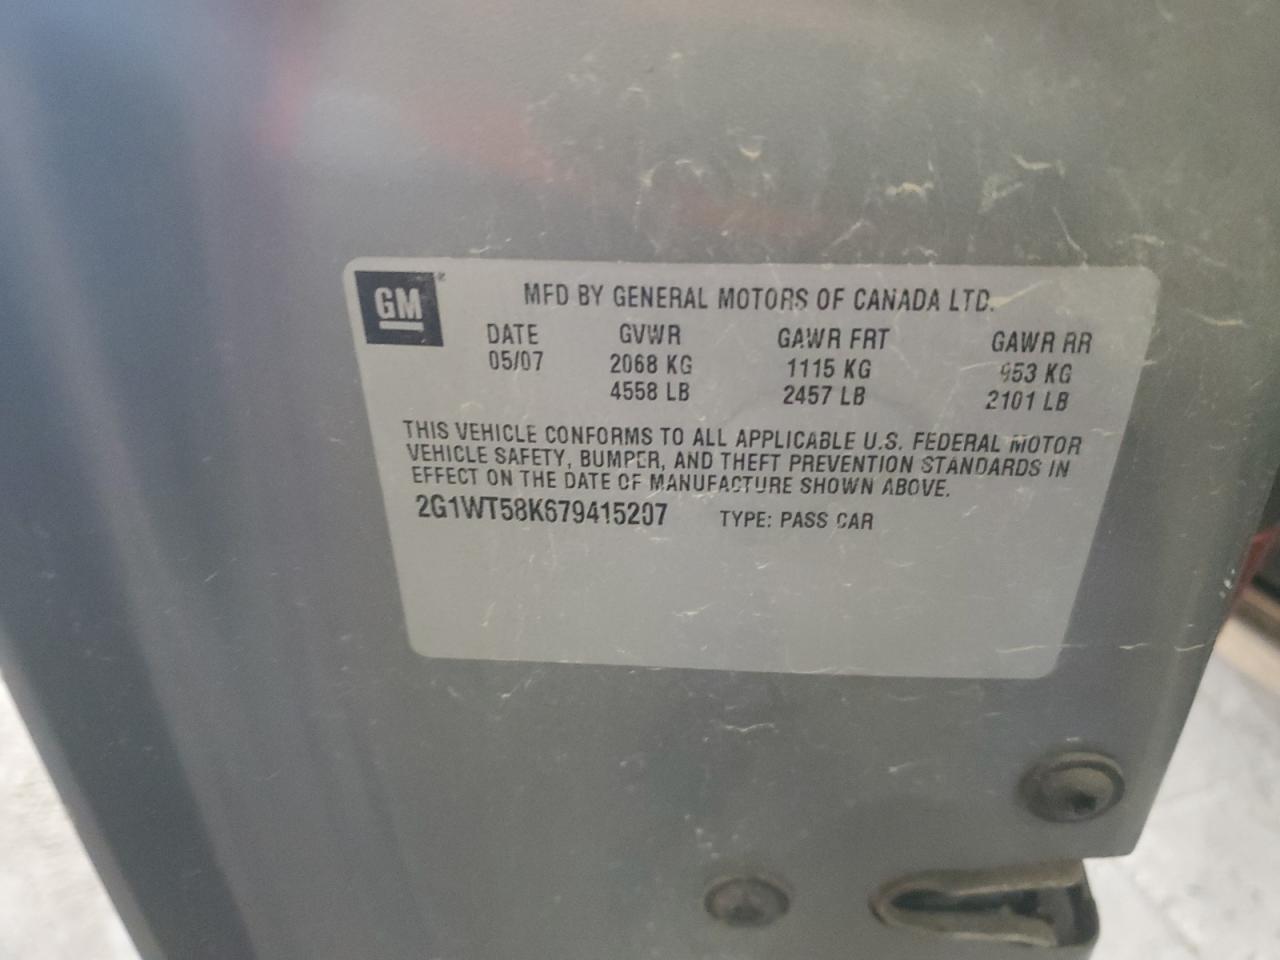 GM
MFD BY GENERAL MOTORS OF CANADA LTD.
DATE GVWR GAWR FRT GAWR RR
05/07 2068 KG 1115 KG 953 KG
4558 LB 2457 LB 2101 LB
THIS VEHICLE CONFORMS TO ALL APPLICABLE U.S. FEDERAL MOTOR
VEHICLE SAFETY, BUMPER, AND THEFT PREVENTION STANDARDS IN
EFFECT ON THE DATE OF MANUFACTURE SHOWN ABOVE.
2G1WT58K679415207 TYPE: PASS CAR